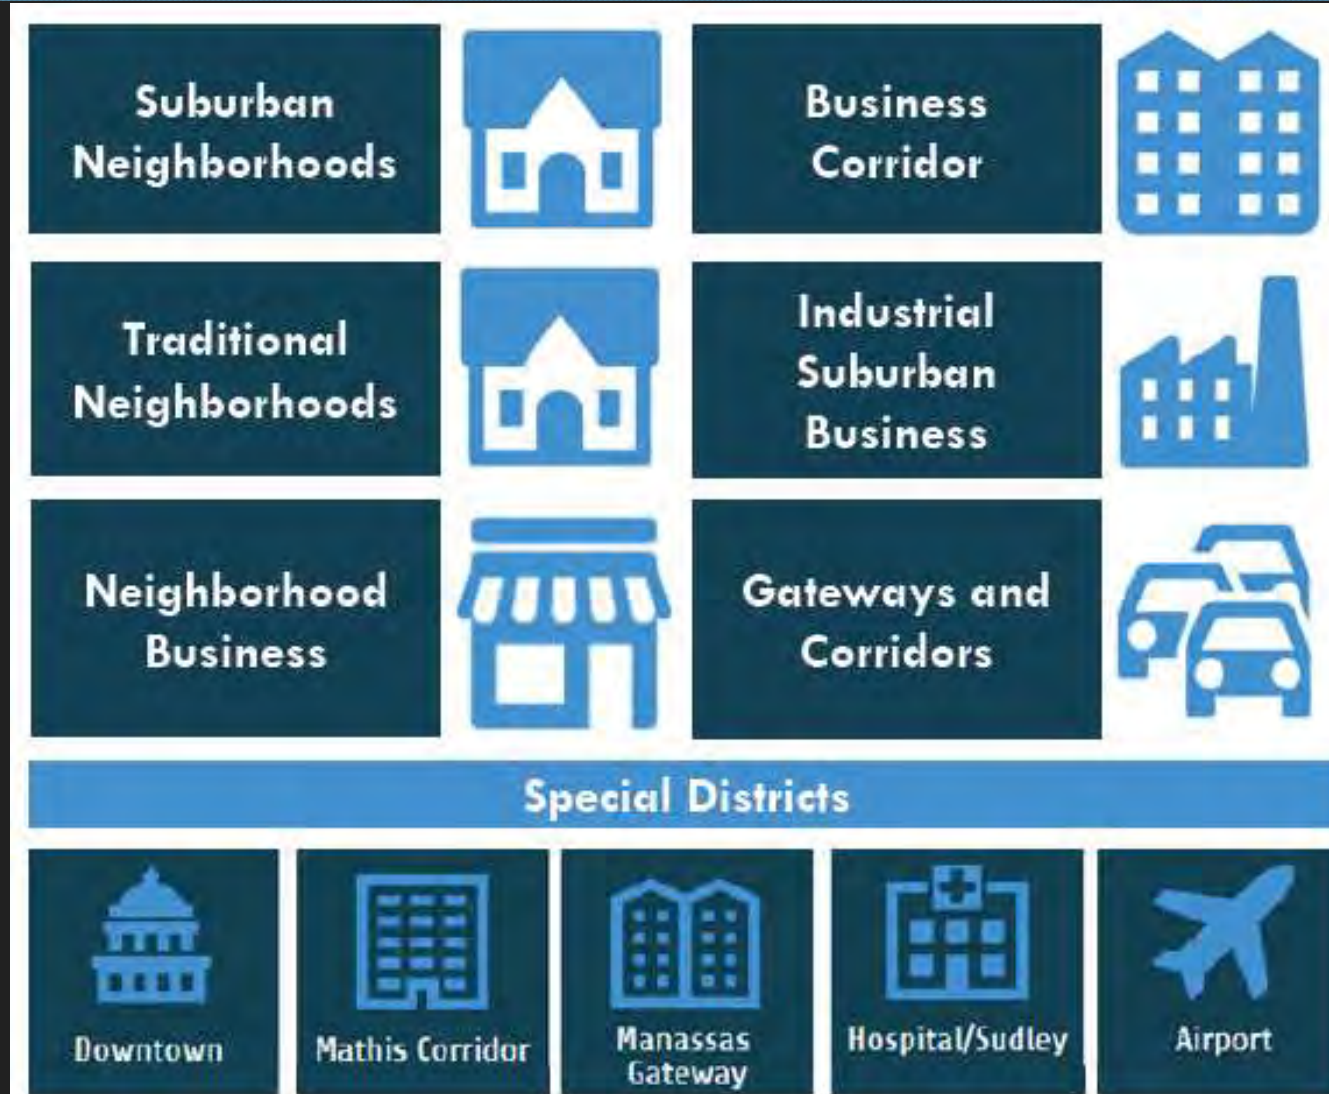 Suburban
Neighborhoods
Business
Corridor
Traditional
Neighborhoods
Industrial
Suburban
Business
Neighborhood
Business
Gateways and
Corridors
Special Districts
Downtown
Mathis Corridor
Manassas
Gateway
Hospital/Sudley
Airport